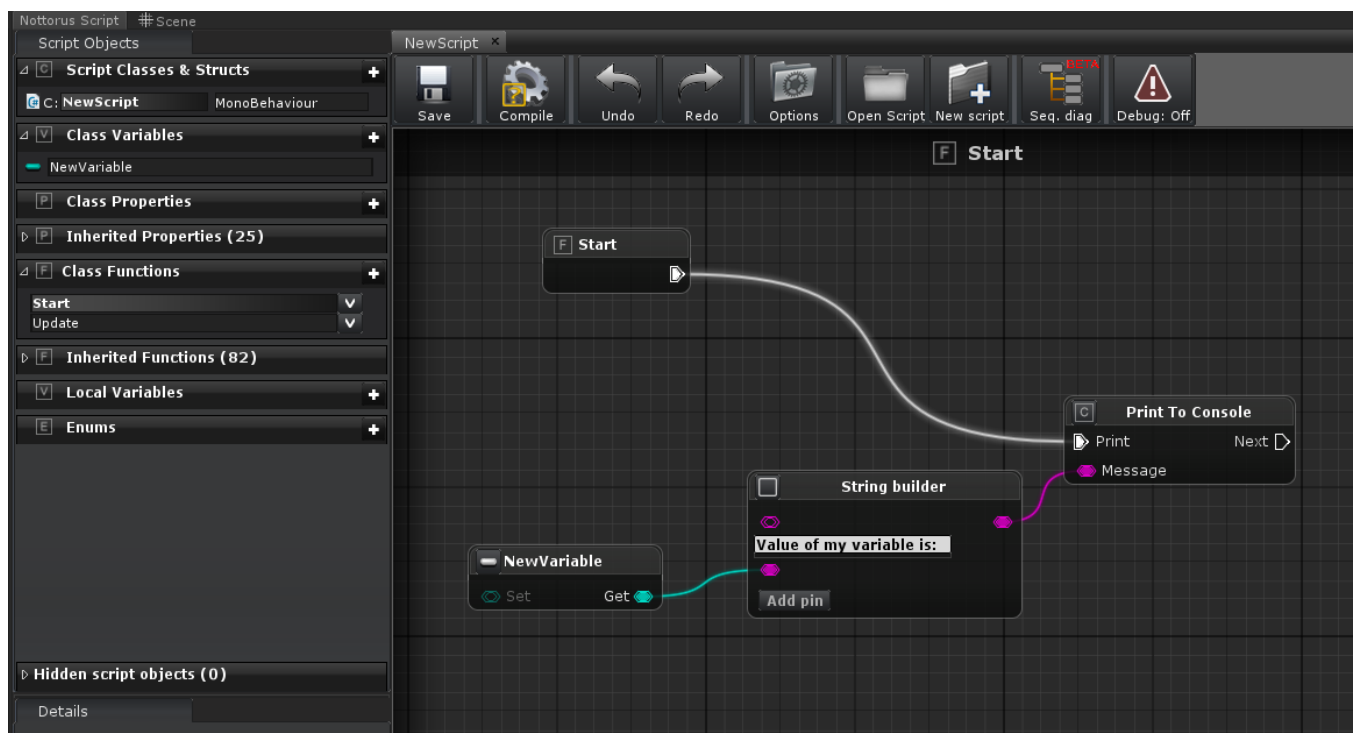 Nottorus Script # Scene
Script Objects
NewScript ×
C Script Classes & Structs +
C: NewScript MonoBehaviour
V Class Variables +
NewVariable
P Class Properties +
P Inherited Properties (25)
F Class Functions +
Start V
Update V
F Inherited Functions (82)
V Local Variables +
E Enums +
Hidden script objects (0)
Details
BETA
Save Compile Undo Redo Options Open Script New script Seq. diag Debug: Off
F Start
F Start
C Print To Console
Print Next
Message
String builder
Value of my variable is:
Add pin
NewVariable
Set Get